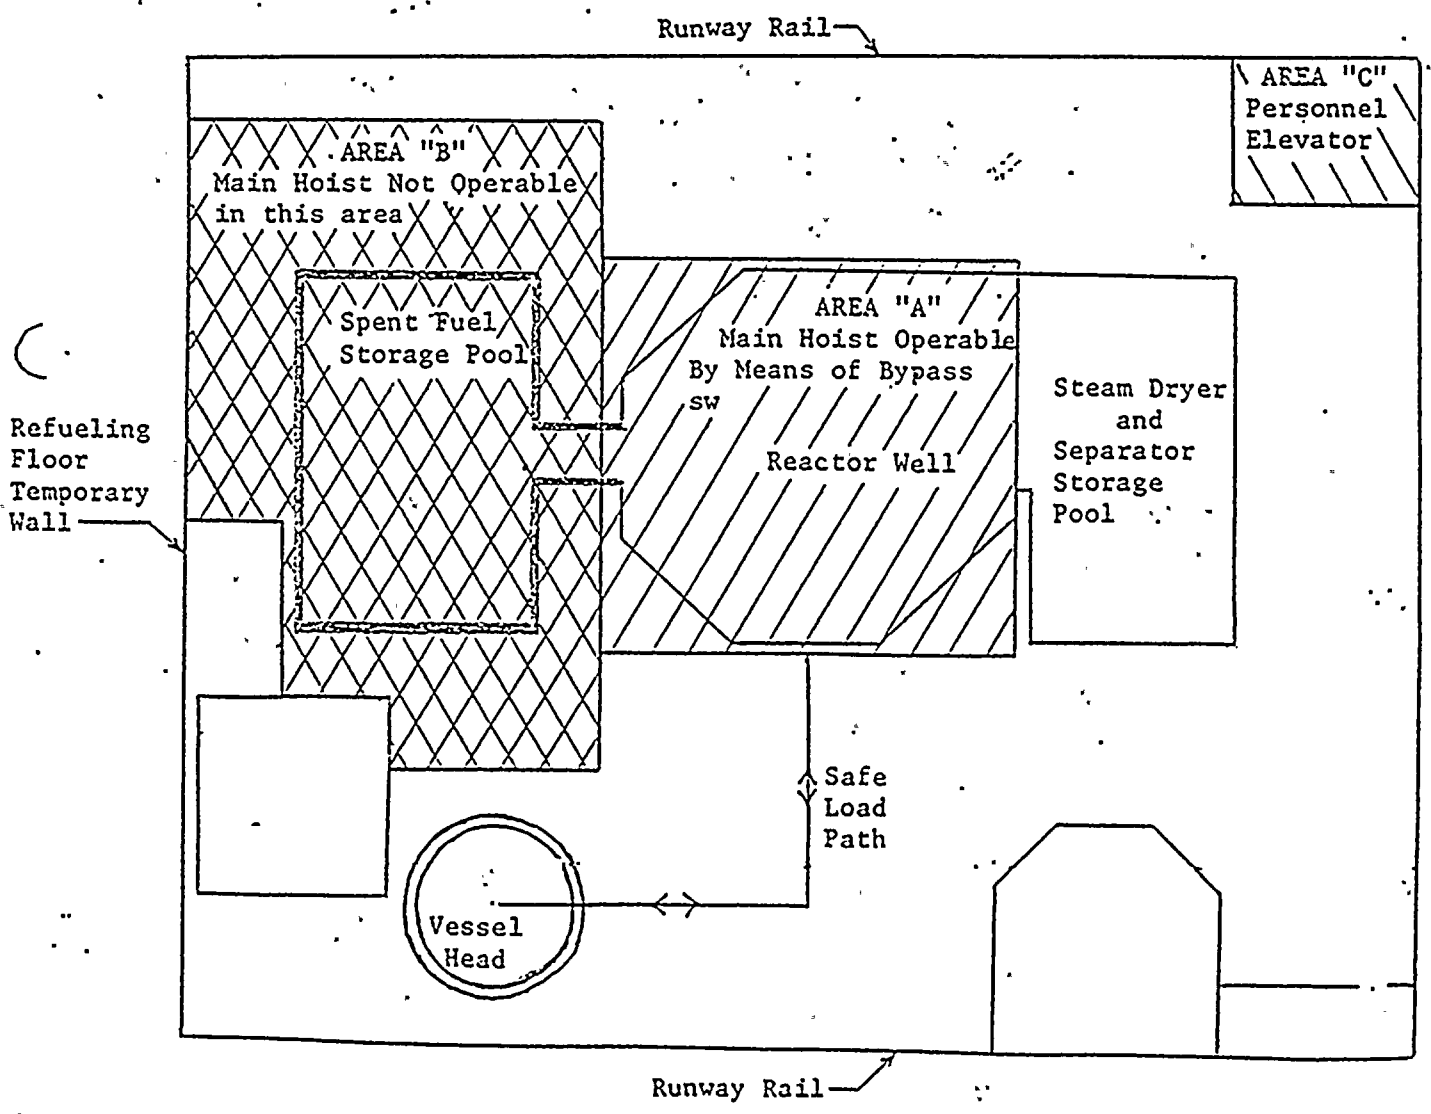 Runway Rail
AREA "C"
Personnel
Elevator
AREA "B"
Main Hoist Not Operable
in this area
Spent Fuel
Storage Pool
AREA "A"
Main Hoist Operable
By Means of Bypass
sw
Reactor Well
Steam Dryer
and
Separator
Storage
Pool
Refueling
Floor
Temporary
Wall
Safe
Load
Path
Vessel
Head
Runway Rail